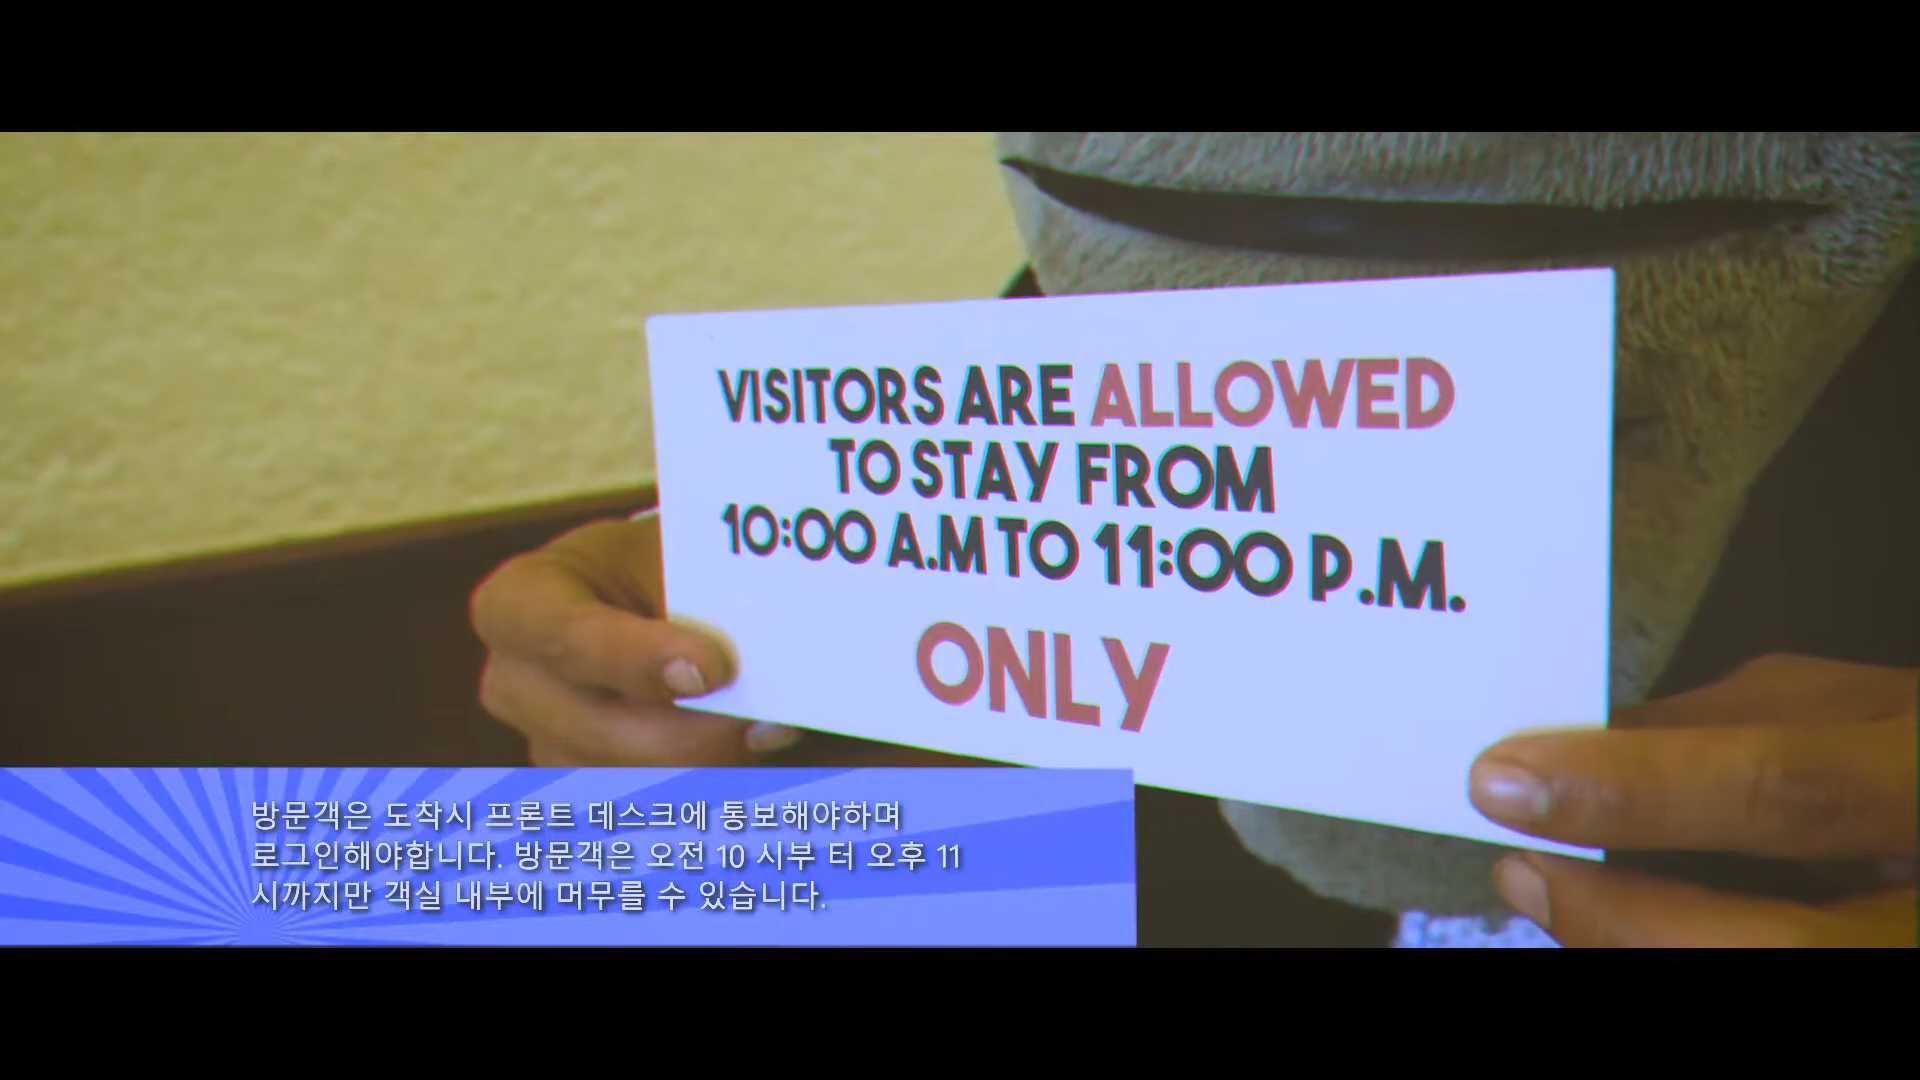 VISITORS ARE ALLOWED
TO STAY FROM
10:00 A.M TO 11:00 P.M.
ONLY
방문객은 도착시 프론트 데스크에 통보해야하며
로그인해야합니다. 방문객은 오전 10 시부 터 오후 11
시까지만 객실 내부에 머무를 수 있습니다.